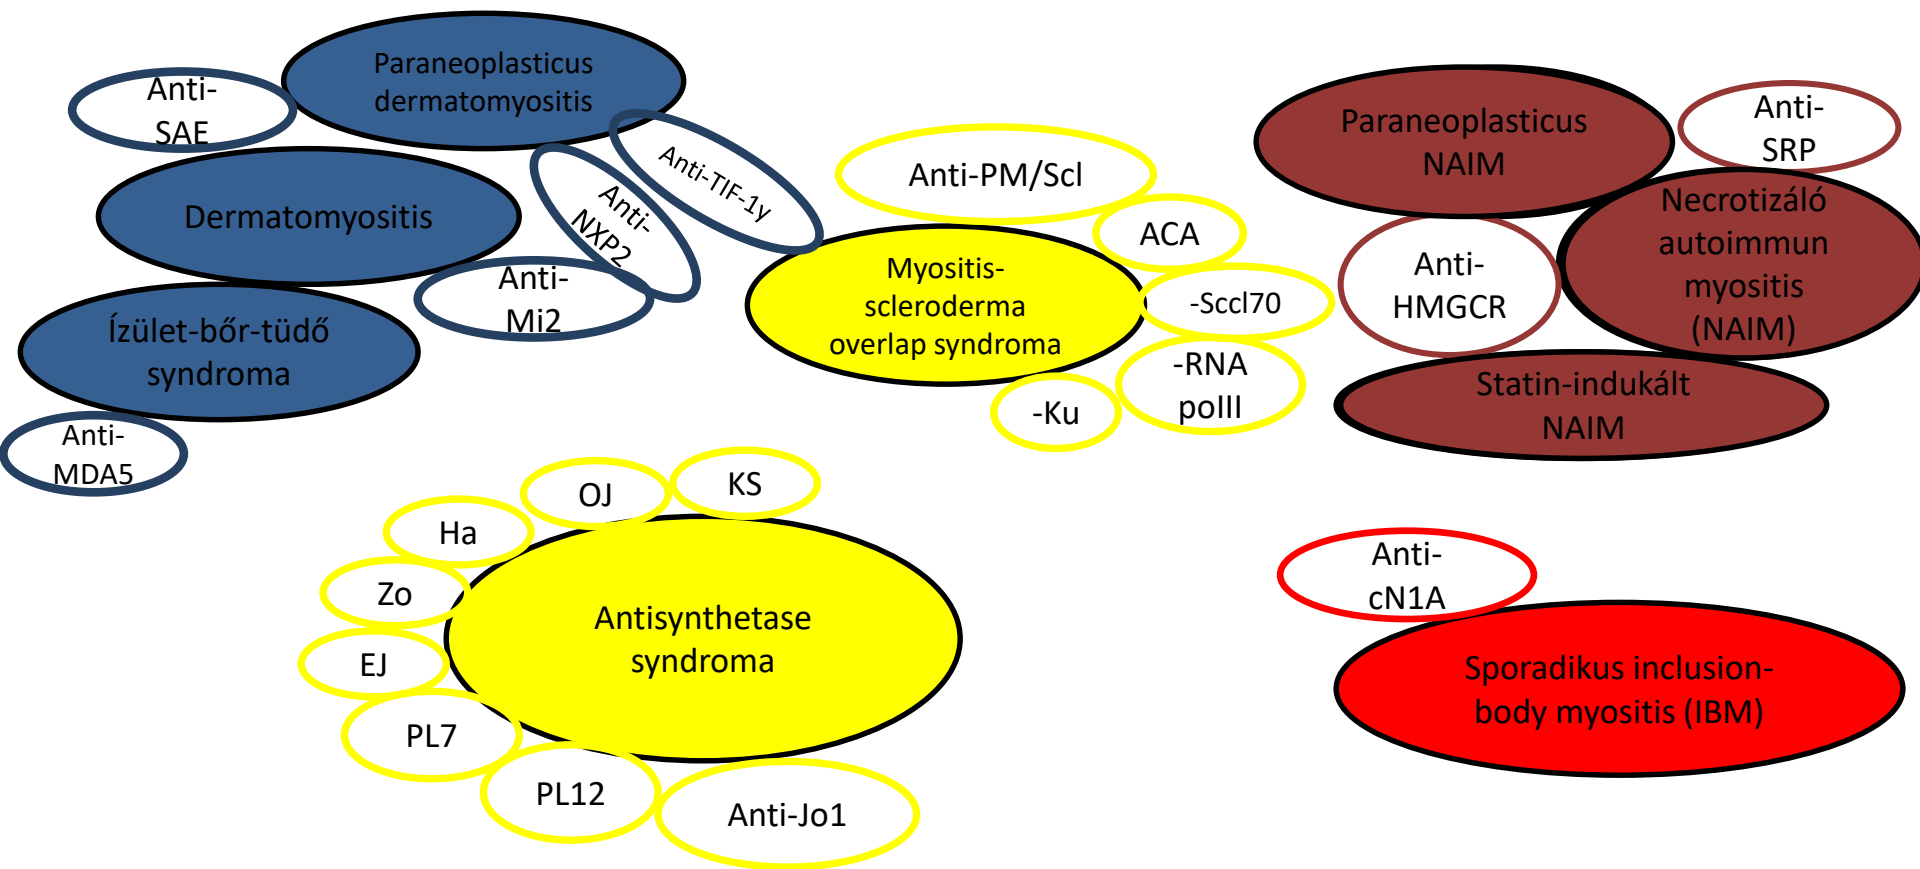 Paraneoplasticus
dermatomyositis
Anti-
SAE
Dermatomyositis
Anti-TIF-1y
Anti-
NXP2
Anti-
Mi2
Ízület-bőr-tüdő
syndroma
Anti-
MDA5
Anti-PM/Scl
ACA
Myositis-
scleroderma
overlap syndroma
-Sccl70
-RNA
polll
-Ku
Paraneoplasticus
NAIM
Anti-
SRP
Necrotizáló
autoimmun
myositis
(NAIM)
Anti-
HMGCR
Statin-indukált
NAIM
KS
OJ
Ha
Zo
EJ
PL7
PL12
Anti-Jo1
Antisynthetase
syndroma
Anti-
cN1A
Sporadikus inclusion-
body myositis (IBM)